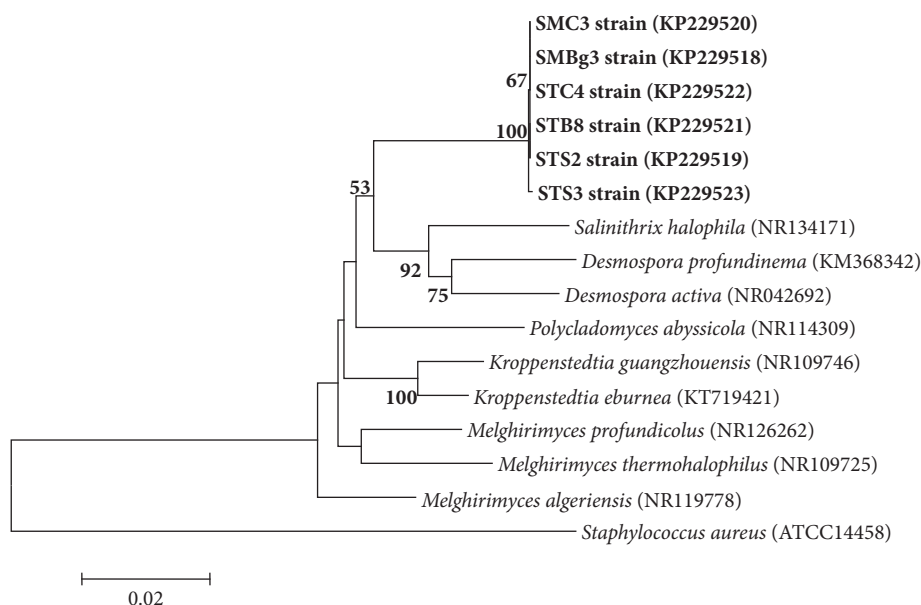 SMC3 strain (KP229520)
SMBg3 strain (KP229518)
67
STC4 strain (KP229522)
100
STB8 strain (KP229521)
STS2 strain (KP229519)
53
STS3 strain (KP229523)
Salinithrix halophila (NR134171)
92
Desmospora profundinema (KM368342)
75
Desmospora activa (NR042692)
Polycladomyces abyssicola (NR114309)
Kroppenstedtia guangzhouensis (NR109746)
100
Kroppenstedtia eburnea (KT719421)
Melghirimyces profundicolus (NR126262)
Melghirimyces thermohalophilus (NR109725)
Melghirimyces algeriensis (NR119778)
Staphylococcus aureus (ATCC14458)
0.02